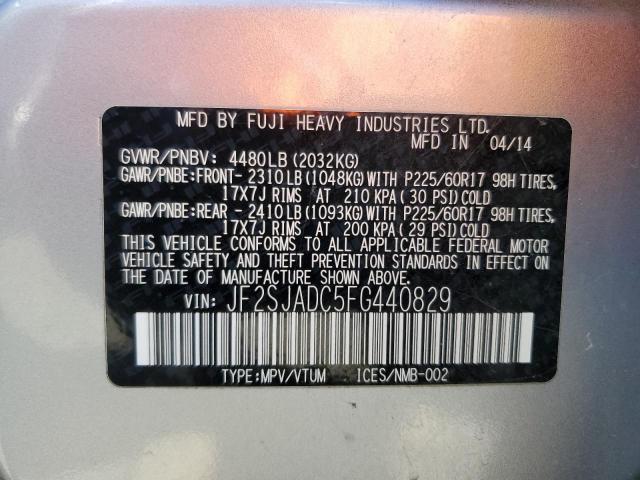 MFD BY FUJI HEAVY INDUSTRIES LTD.
MFD IN 04/14
GVWR/PNBV: 4480LB(2032KG)
GAWR/PNBE:FRONT- 2310LB(1048KG)WITH P225/60R17 98H TIRES,
17X7J RIMS AT 210 KPA(30 PSI)COLD
GAWR/PNBE:REAR - 2410LB(1093KG)WITH P225/60R17 98H TIRES,
17X7J RIMS AT 200 KPA(29 PSI)COLD
THIS VEHICLE CONFORMS TO ALL APPLICABLE FEDERAL MOTOR
VEHICLE SAFETY AND THEFT PREVENTION STANDARDS IN EFFECT ON
THE DATE OF MANUFACTURE SHOWN ABOVE.
VIN: JF2SJADC5FG440829
TYPE:MPV/VTUM ICES/NMB-002